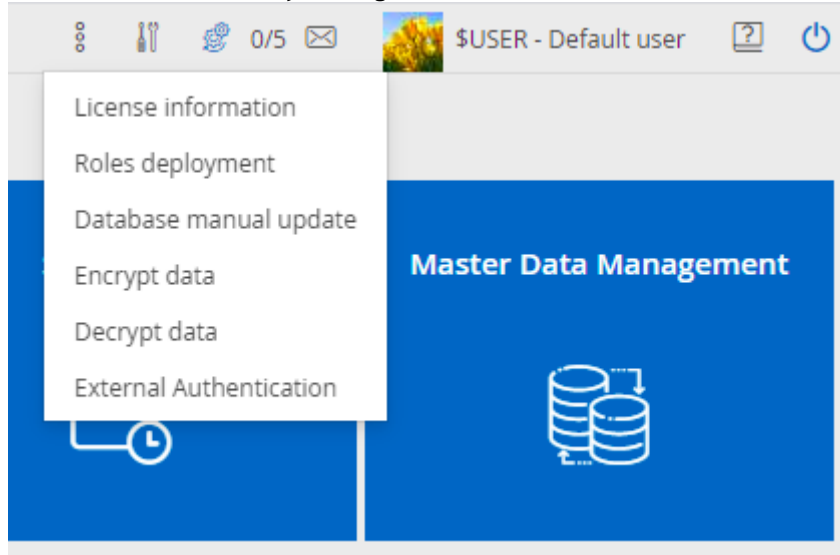 0/5
$USER - Default user
?
License information
Roles deployment
Database manual update
Encrypt data
Decrypt data
External Authentication
Master Data Management